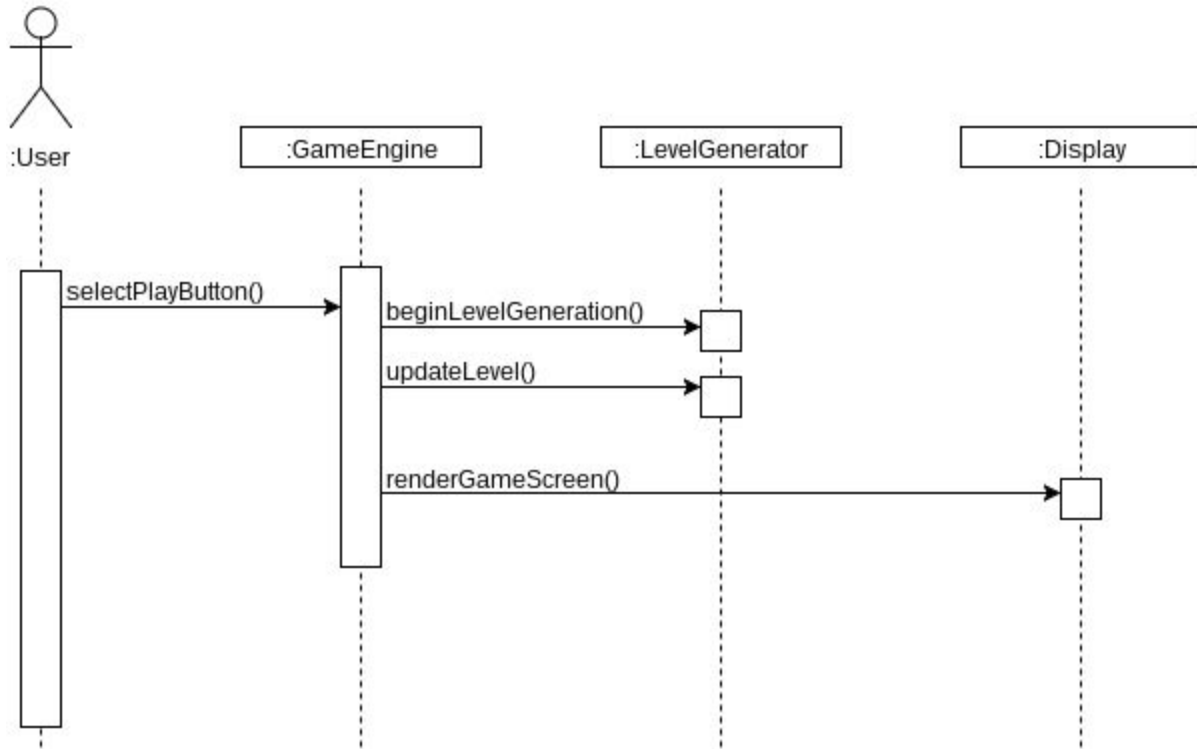 :User
:GameEngine
:LevelGenerator
:Display
selectPlayButton()
beginLevelGeneration()
updateLevel()
renderGameScreen()